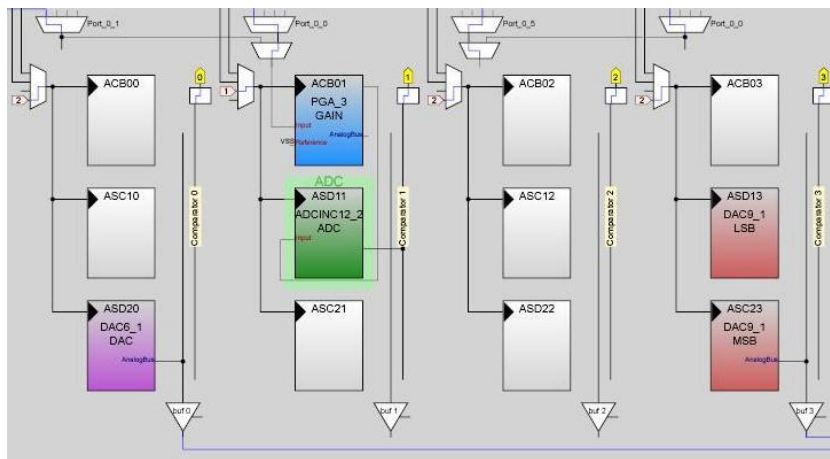 Port_0_1
Port_0_0
Port_0_5
Port_0_0
0
1
2
3
2
1
2
2
ACB00
ACB01
PGA_3
GAIN
Input
AnalogBus
VSS
Reference
ACB02
ACB03
ASC10
ADC
ASD11
ADCINC12_2
ADC
Input
ASC12
ASD13
DAC9_1
LSB
Comparator 0
Comparator 1
Comparator 2
Comparator 3
ASD20
DAC6_1
DAC
AnalogBus
ASC21
ASD22
ASC23
DAC9_1
MSB
AnalogBus
buf 0
buf 1
buf 2
buf 3